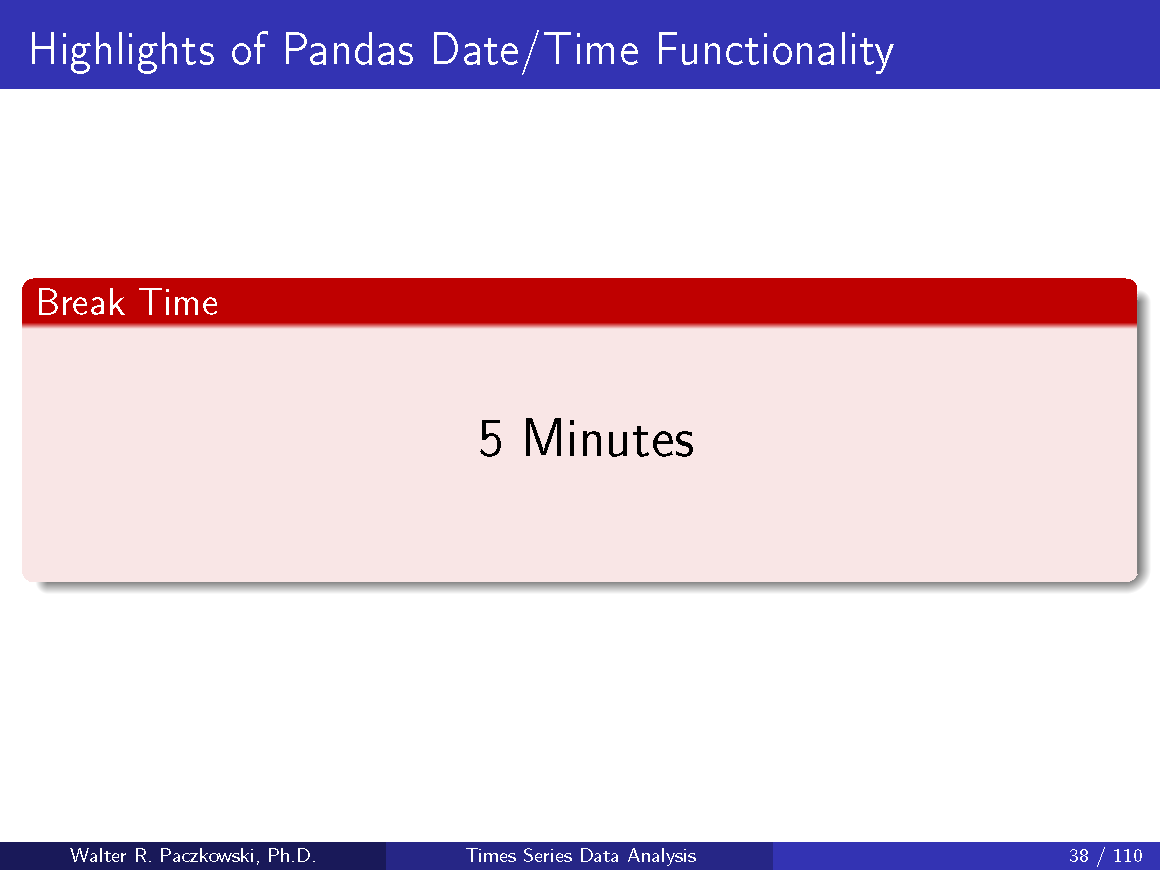 Highlights of Pandas Date/Time Functionality
Break Time
5 Minutes
Walter R. Paczkowski, Ph.D.
Times Series Data Analysis
38 / 110